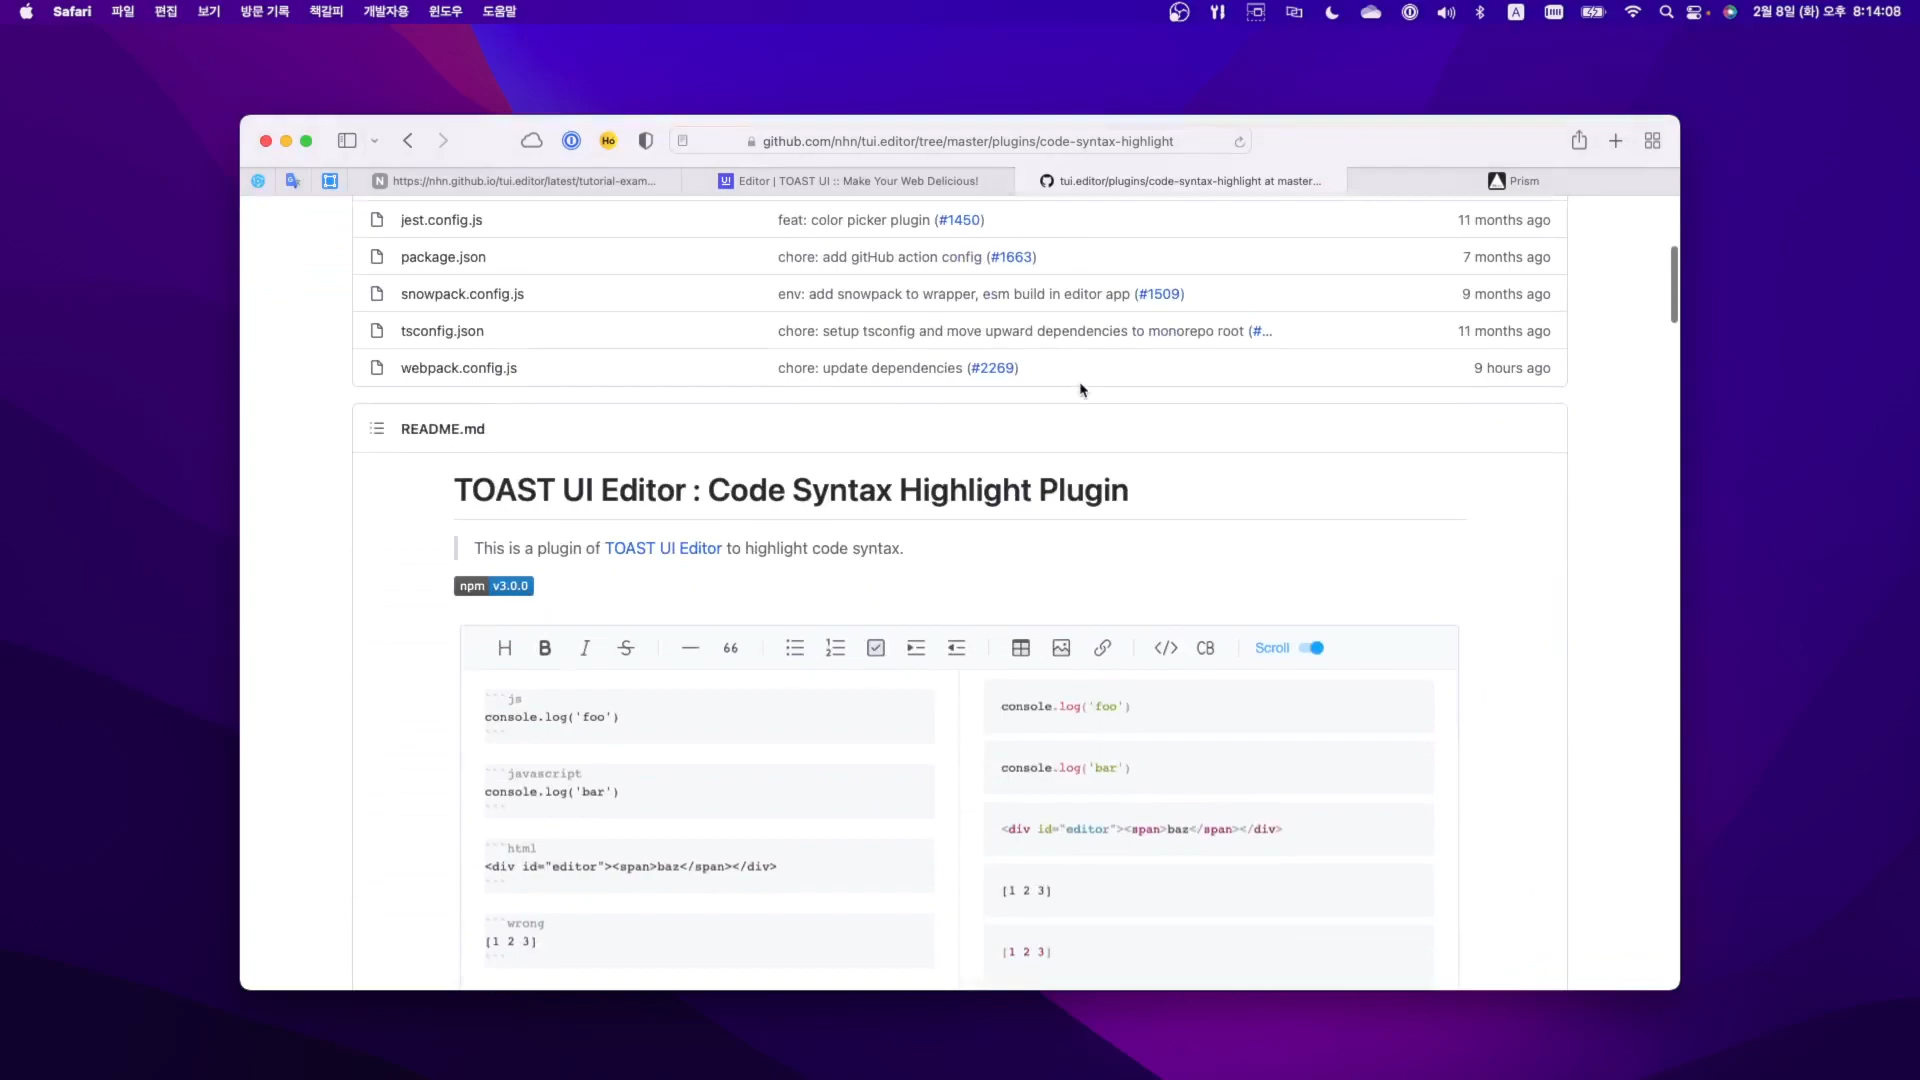 Safari 파일 편집 보기 방문 기록 책갈피 개발자용 윈도우 도움말
A
2월 8일 (화) 오후 8:14:08
Ho
github.com/nhn/tui.editor/tree/master/plugins/code-syntax-highlight
N https://nhn.github.io/tui.editor/latest/tutorial-exam...
UI Editor | TOAST UI :: Make Your Web Delicious!
tui.editor/plugins/code-syntax-highlight at master...
Prism
jest.config.js feat: color picker plugin (#1450) 11 months ago
package.json chore: add gitHub action config (#1663) 7 months ago
snowpack.config.js env: add snowpack to wrapper, esm build in editor app (#1509) 9 months ago
tsconfig.json chore: setup tsconfig and move upward dependencies to monorepo root (#... 11 months ago
webpack.config.js chore: update dependencies (#2269) 9 hours ago
README.md
TOAST UI Editor : Code Syntax Highlight Plugin
This is a plugin of TOAST UI Editor to highlight code syntax.
npm v3.0.0
H B I S 66 </> CB Scroll
```js
console.log('foo')
```
```javascript
console.log('bar')
```
```html
<div id="editor"><span>baz</span></div>
```
```wrong
[1 2 3]
```
console.log('foo')
console.log('bar')
<div id="editor"><span>baz</span></div>
[1 2 3]
[1 2 3]